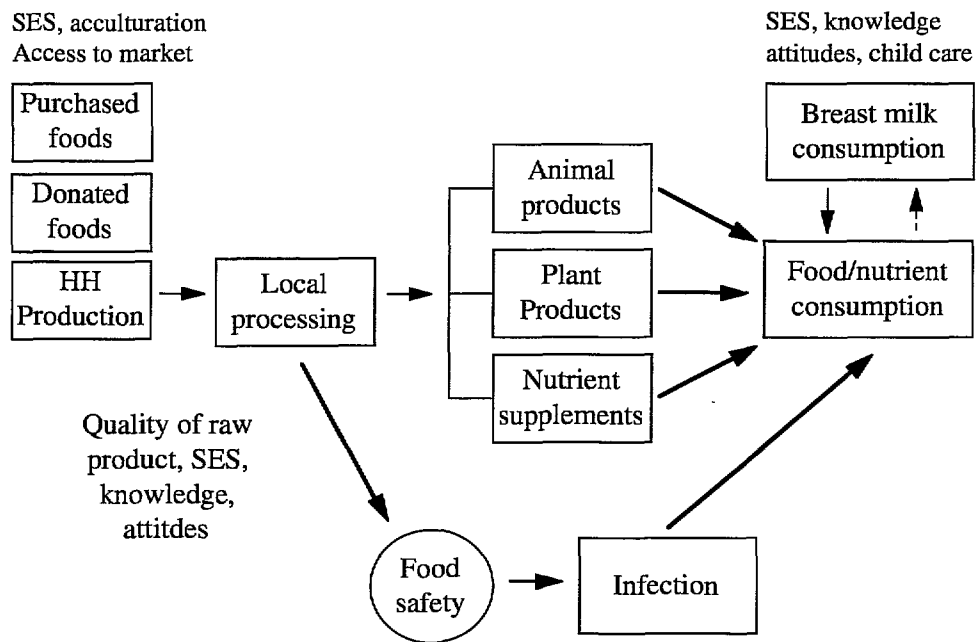 SES, acculturation
Access to market
Purchased
foods
Donated
foods
HH
Production
Local
processing
Quality of raw
product, SES,
knowledge,
attitdes
Animal
products
Plant
Products
Nutrient
supplements
SES, knowledge
attitudes, child care
Breast milk
consumption
Food/nutrient
consumption
Food
safety
Infection